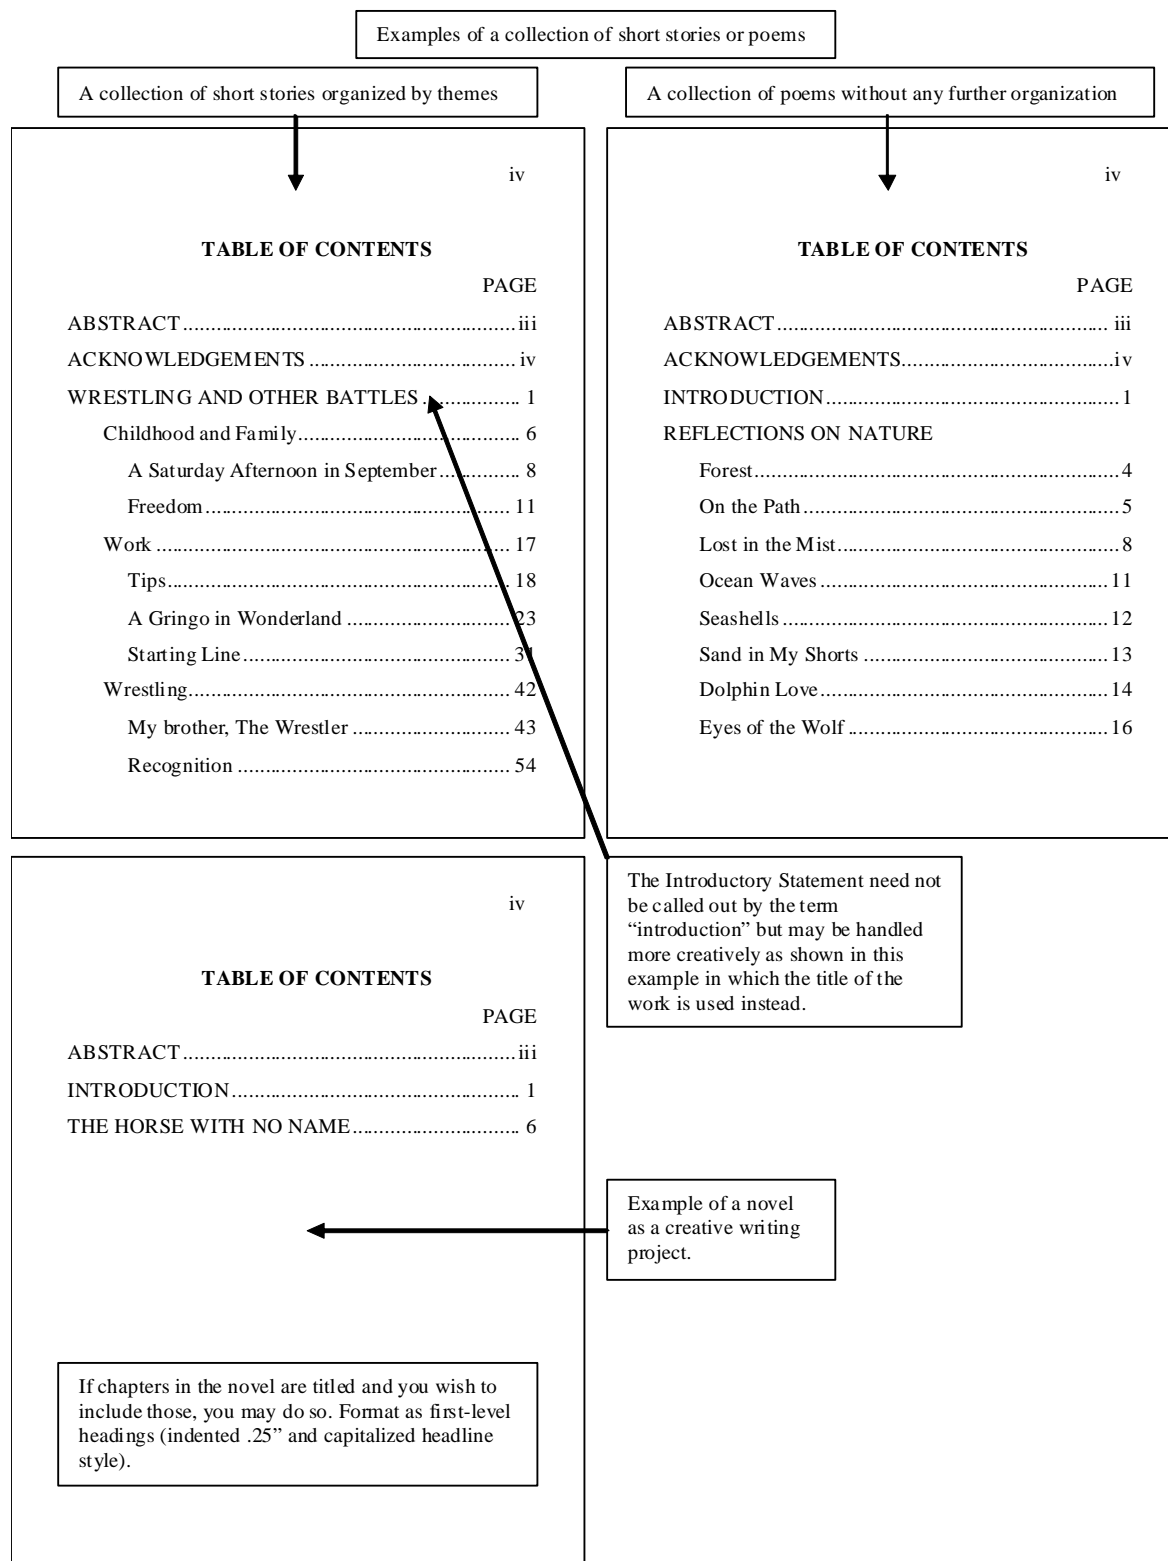 Examples of a collection of short stories or poems
A collection of short stories organized by themes
A collection of poems without any further organization
iv
TABLE OF CONTENTS
PAGE
ABSTRACT iii
ACKNOWLEDGEMENTS iv
WRESTLING AND OTHER BATTLES 1
Childhood and Family 6
A Saturday Afternoon in September 8
Freedom 11
Work 17
Tips 18
A Gringo in Wonderland 23
Starting Line 31
Wrestling 42
My brother, The Wrestler 43
Recognition 54
iv
TABLE OF CONTENTS
PAGE
ABSTRACT iii
ACKNOWLEDGEMENTS iv
INTRODUCTION 1
REFLECTIONS ON NATURE
Forest 4
On the Path 5
Lost in the Mist 8
Ocean Waves 11
Seashells 12
Sand in My Shorts 13
Dolphin Love 14
Eyes of the Wolf 16
The Introductory Statement need not
be called out by the term
“introduction” but may be handled
more creatively as shown in this
example in which the title of the
work is used instead.
iv
TABLE OF CONTENTS
PAGE
ABSTRACT iii
INTRODUCTION 1
THE HORSE WITH NO NAME 6
Example of a novel
as a creative writing
project.
If chapters in the novel are titled and you wish to
include those, you may do so. Format as first-level
headings (indented .25” and capitalized headline
style).